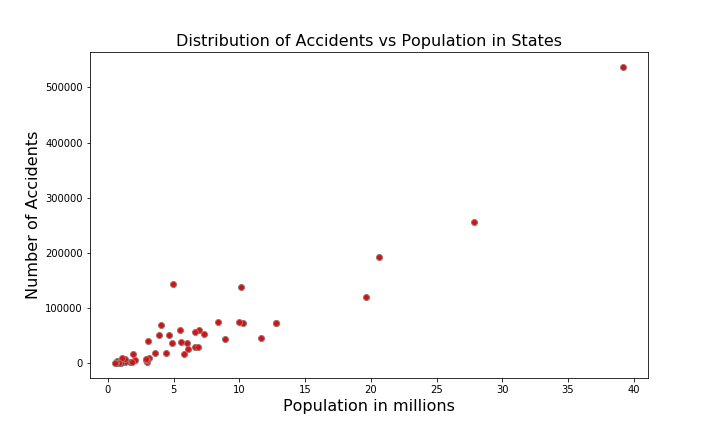 Distribution of Accidents vs Population in States
Number of Accidents
500000
400000
300000
200000
100000
0
0 5 10 15 20 25 30 35 40
Population in millions